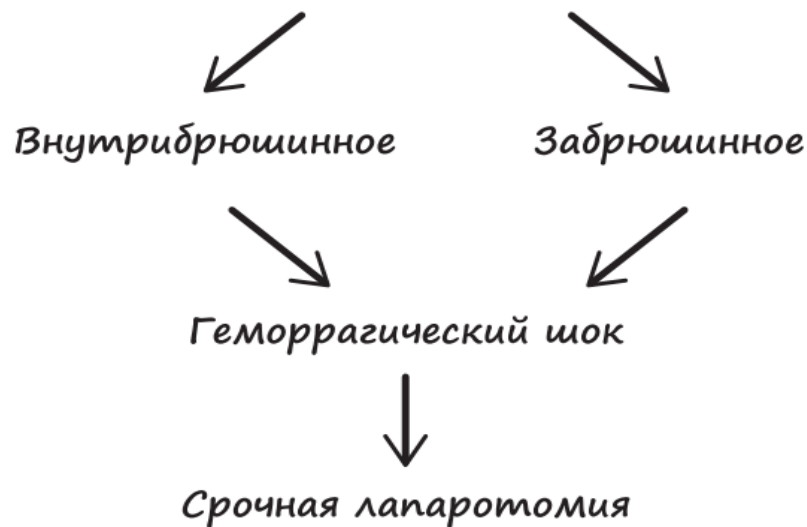 Внутрибрюшинное Забрюшинное
Геморрагический шок
Срочная лапаротомия